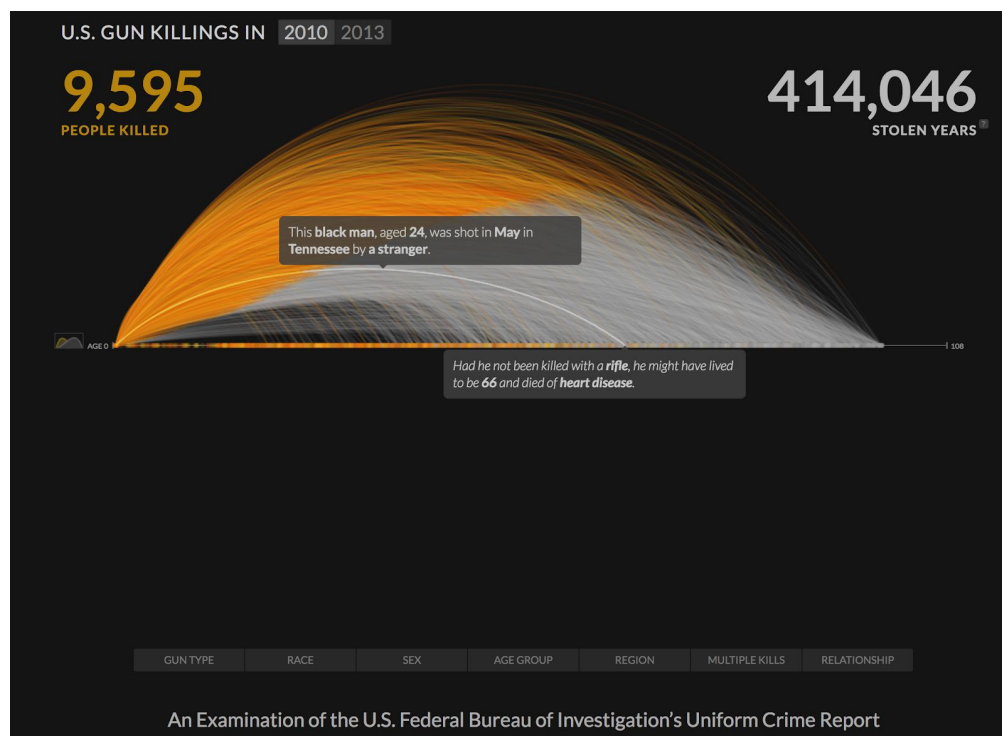 U.S. GUN KILLINGS IN 2010 2013
9,595
PEOPLE KILLED
414,046
STOLEN YEARS ?
This black man, aged 24, was shot in May in
Tennessee by a stranger.
AGE 0
108
Had he not been killed with a rifle, he might have lived
to be 66 and died of heart disease.
GUN TYPE
RACE
SEX
AGE GROUP
REGION
MULTIPLE KILLS
RELATIONSHIP
An Examination of the U.S. Federal Bureau of Investigation's Uniform Crime Report